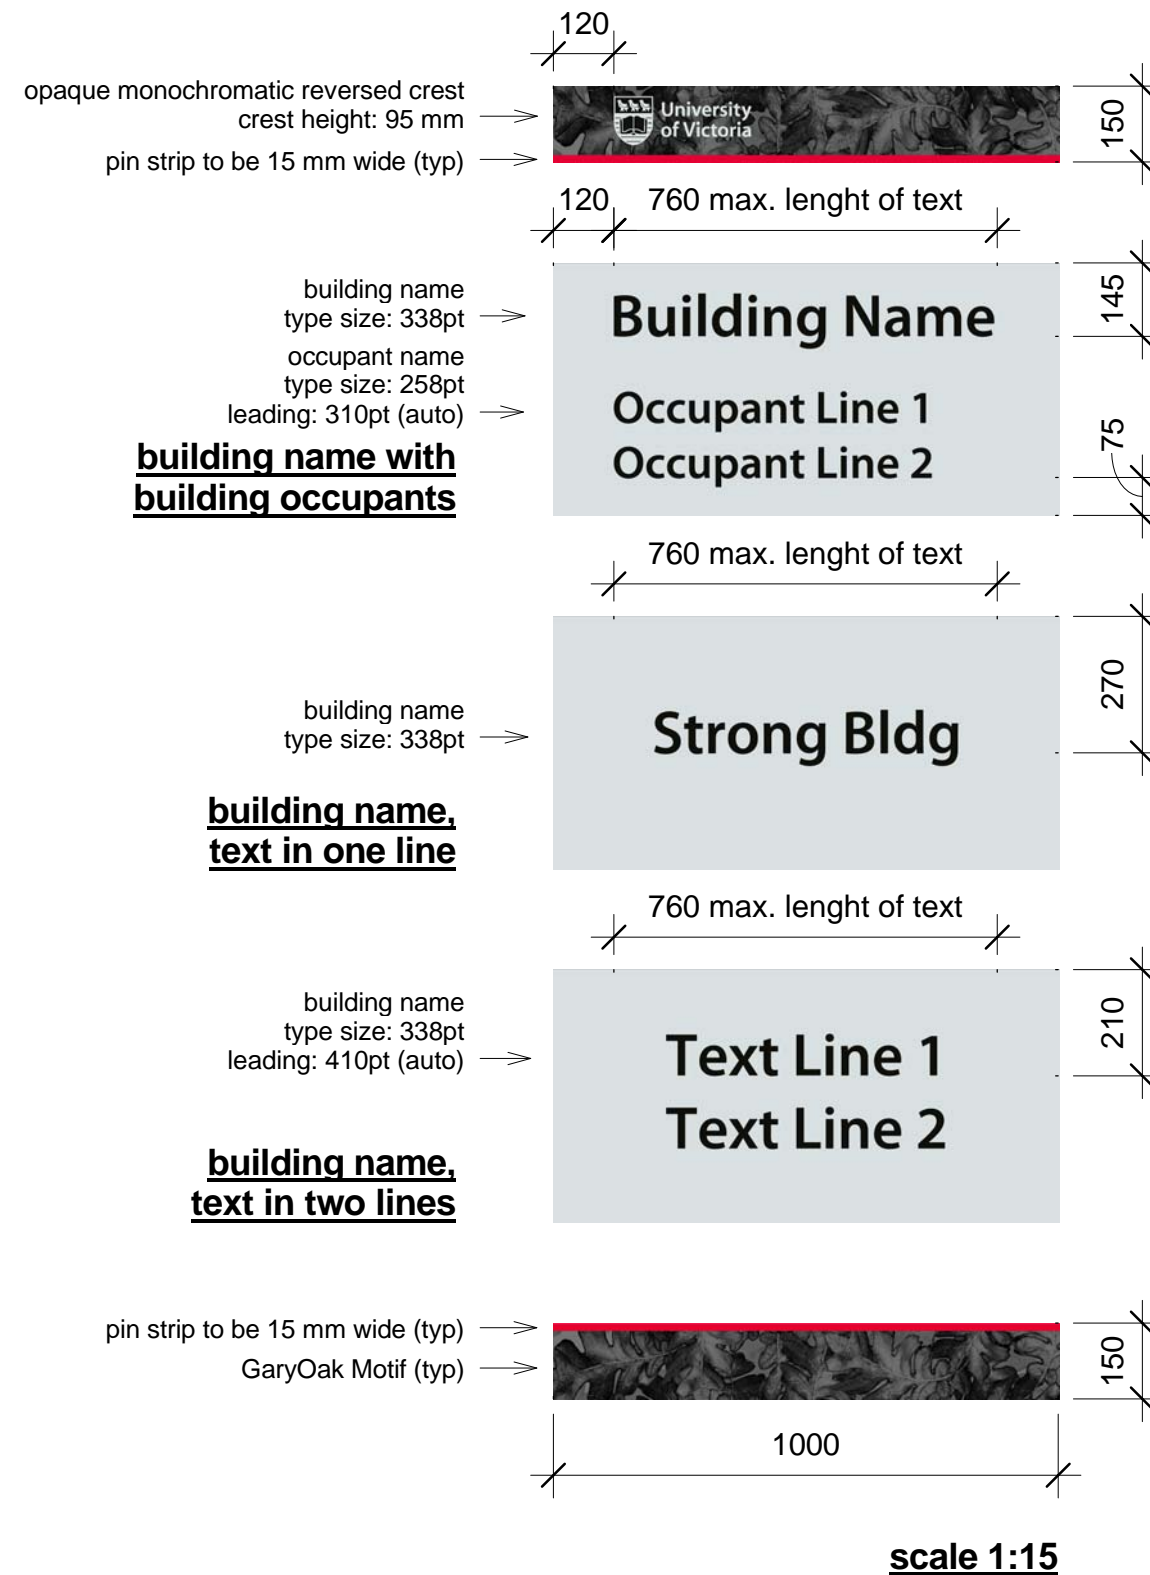 120
opaque monochromatic reversed crest
crest height: 95 mm
University
of Victoria
150
pin strip to be 15 mm wide (typ)
120
760 max. lenght of text
building name
type size: 338pt
Building Name
145
occupant name
type size: 258pt
leading: 310pt (auto)
Occupant Line 1
Occupant Line 2
75
building name with
building occupants
760 max. lenght of text
270
building name
type size: 338pt
Strong Bldg
building name,
text in one line
760 max. lenght of text
210
building name
type size: 338pt
leading: 410pt (auto)
Text Line 1
Text Line 2
building name,
text in two lines
pin strip to be 15 mm wide (typ)
GaryOak Motif (typ)
150
1000
scale 1:15